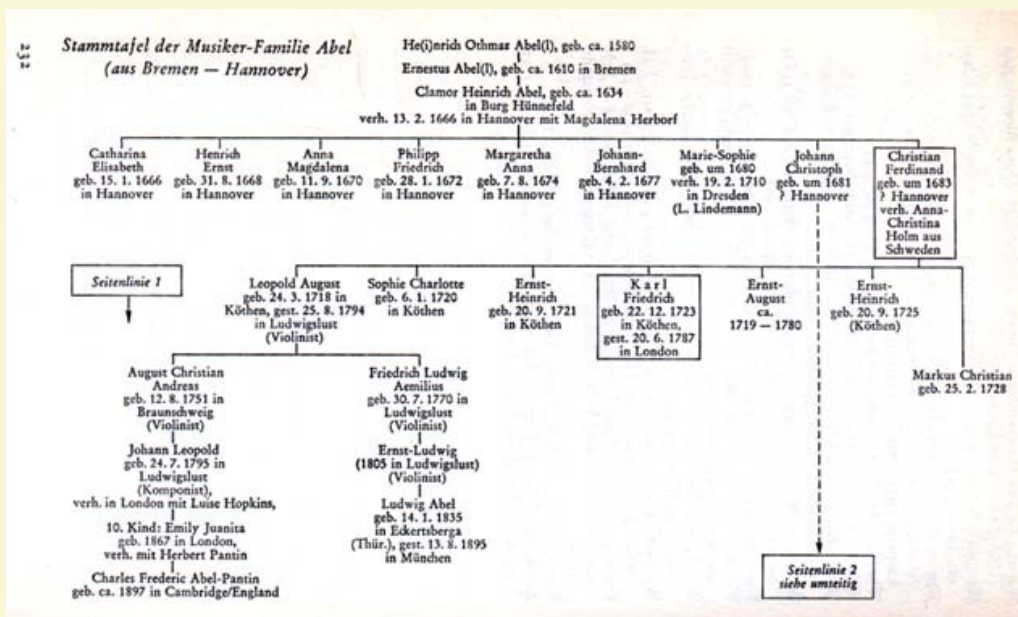 232
Stammtafel der Musiker-Familie Abel
(aus Bremen — Hannover)
He(i)nrich Othmar Abel(l), geb. ca. 1580
Ernestus Abel(l), geb. ca. 1610 in Bremen
Clamor Heinrich Abel, geb. ca. 1634
in Burg Hünnefeld
verh. 13. 2. 1666 in Hannover mit Magdalena Herborf
Catharina
Elisabeth
geb. 15. 1. 1666
in Hannover
Henrich
Ernst
geb. 31. 8. 1668
in Hannover
Anna
Magdalena
geb. 11. 9. 1670
in Hannover
Philipp
Friedrich
geb. 28. 1. 1672
in Hannover
Margaretha
Anna
geb. 7. 8. 1674
in Hannover
Johann-
Bernhard
geb. 4. 2. 1677
in Hannover
Marie-Sophie
geb. um 1680
verh. 19. 2. 1710
in Dresden
(L. Lindemann)
Johann
Christoph
geb. um 1681
? Hannover
Christian
Ferdinand
geb. um 1683
? Hannover
verh. Anna-
Christina
Holm aus
Schweden
Seitenlinie 1
Leopold August
geb. 24. 3. 1718 in
Köthen, gest. 25. 8. 1794
in Ludwigslust
(Violinist)
Sophie Charlotte
geb. 6. 1. 1720
in Köthen
Ernst-
Heinrich
geb. 20. 9. 1721
in Köthen
Karl
Friedrich
geb. 22. 12. 1723
in Köthen,
gest. 20. 6. 1787
in London
Ernst-
August
ca.
1719 — 1780
Ernst-
Heinrich
geb. 20. 9. 1725
(Köthen)
Markus Christian
geb. 25. 2. 1728
August Christian
Andreas
geb. 12. 8. 1751 in
Braunschweig
(Violinist)
Johann Leopold
geb. 24. 7. 1795 in
Ludwigslust
(Komponist),
verh. in London mit Luise Hopkins,
10. Kind: Emily Juanita
geb. 1867 in London,
verh. mit Herbert Pantin
Charles Frederic Abel-Pantin
geb. ca. 1897 in Cambridge/England
Friedrich Ludwig
Aemilius
geb. 30. 7. 1770 in
Ludwigslust
(Violinist)
Ernst-Ludwig
(1805 in Ludwigslust)
(Violinist)
Ludwig Abel
geb. 14. 1. 1835
in Eckertsberga
(Thür.), gest. 13. 8. 1895
in München
Seitenlinie 2
siehe umseitig